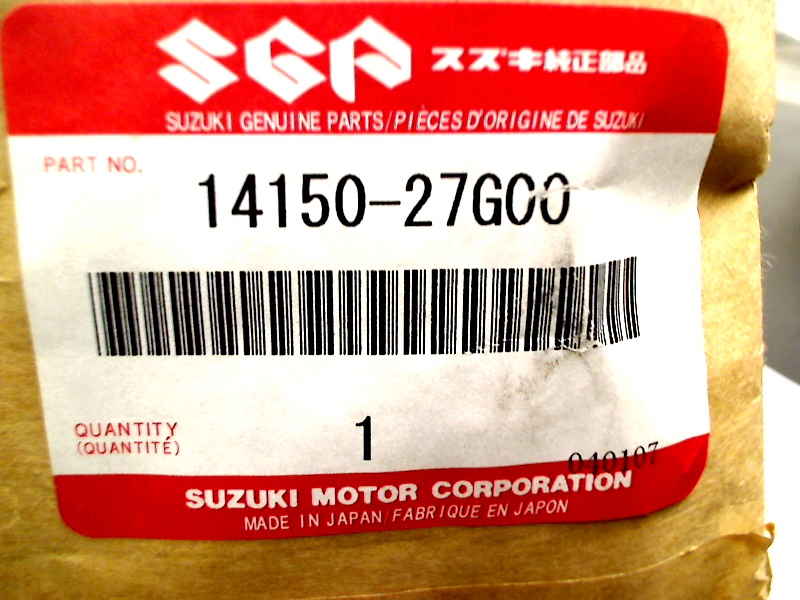 SGP スズキ純正部品
SUZUKI GENUINE PARTS/PIÈCES D'ORIGINE DE SUZUKI
PART NO.
14150-27G00
QUANTITY
(QUANTITÉ)
1
040107
SUZUKI MOTOR CORPORATION
MADE IN JAPAN/FABRIQUE EN JAPON